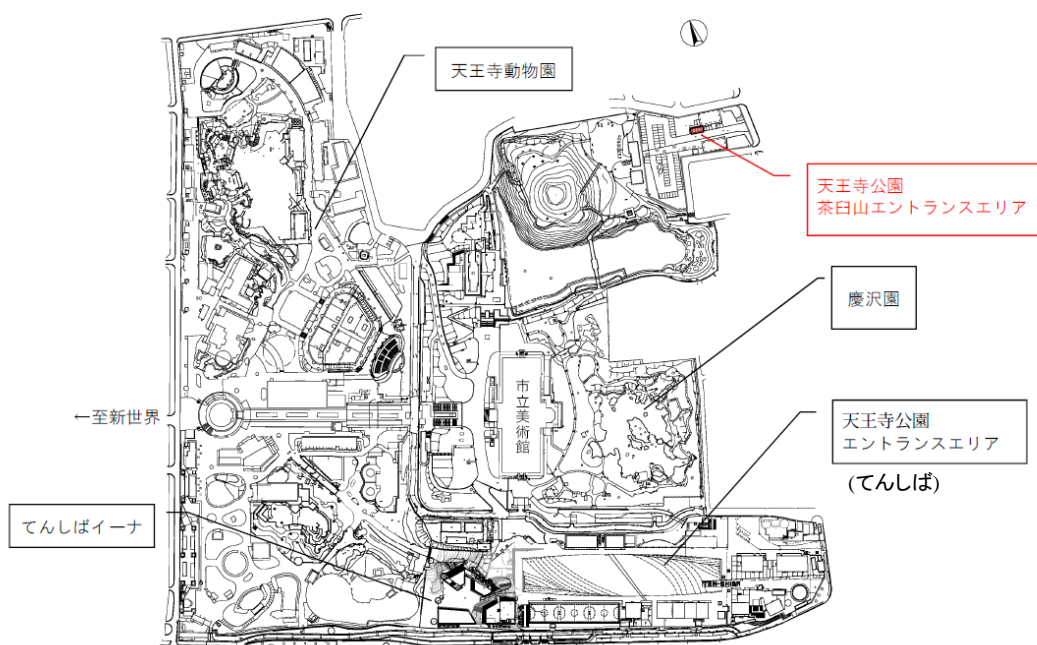 天王寺動物園
天王寺公園
茶臼山エントランスエリア
慶沢園
市立美術館
←至新世界
天王寺公園
エントランスエリア
(てんしば)
てんしばイーナ
TEN-SHIBA